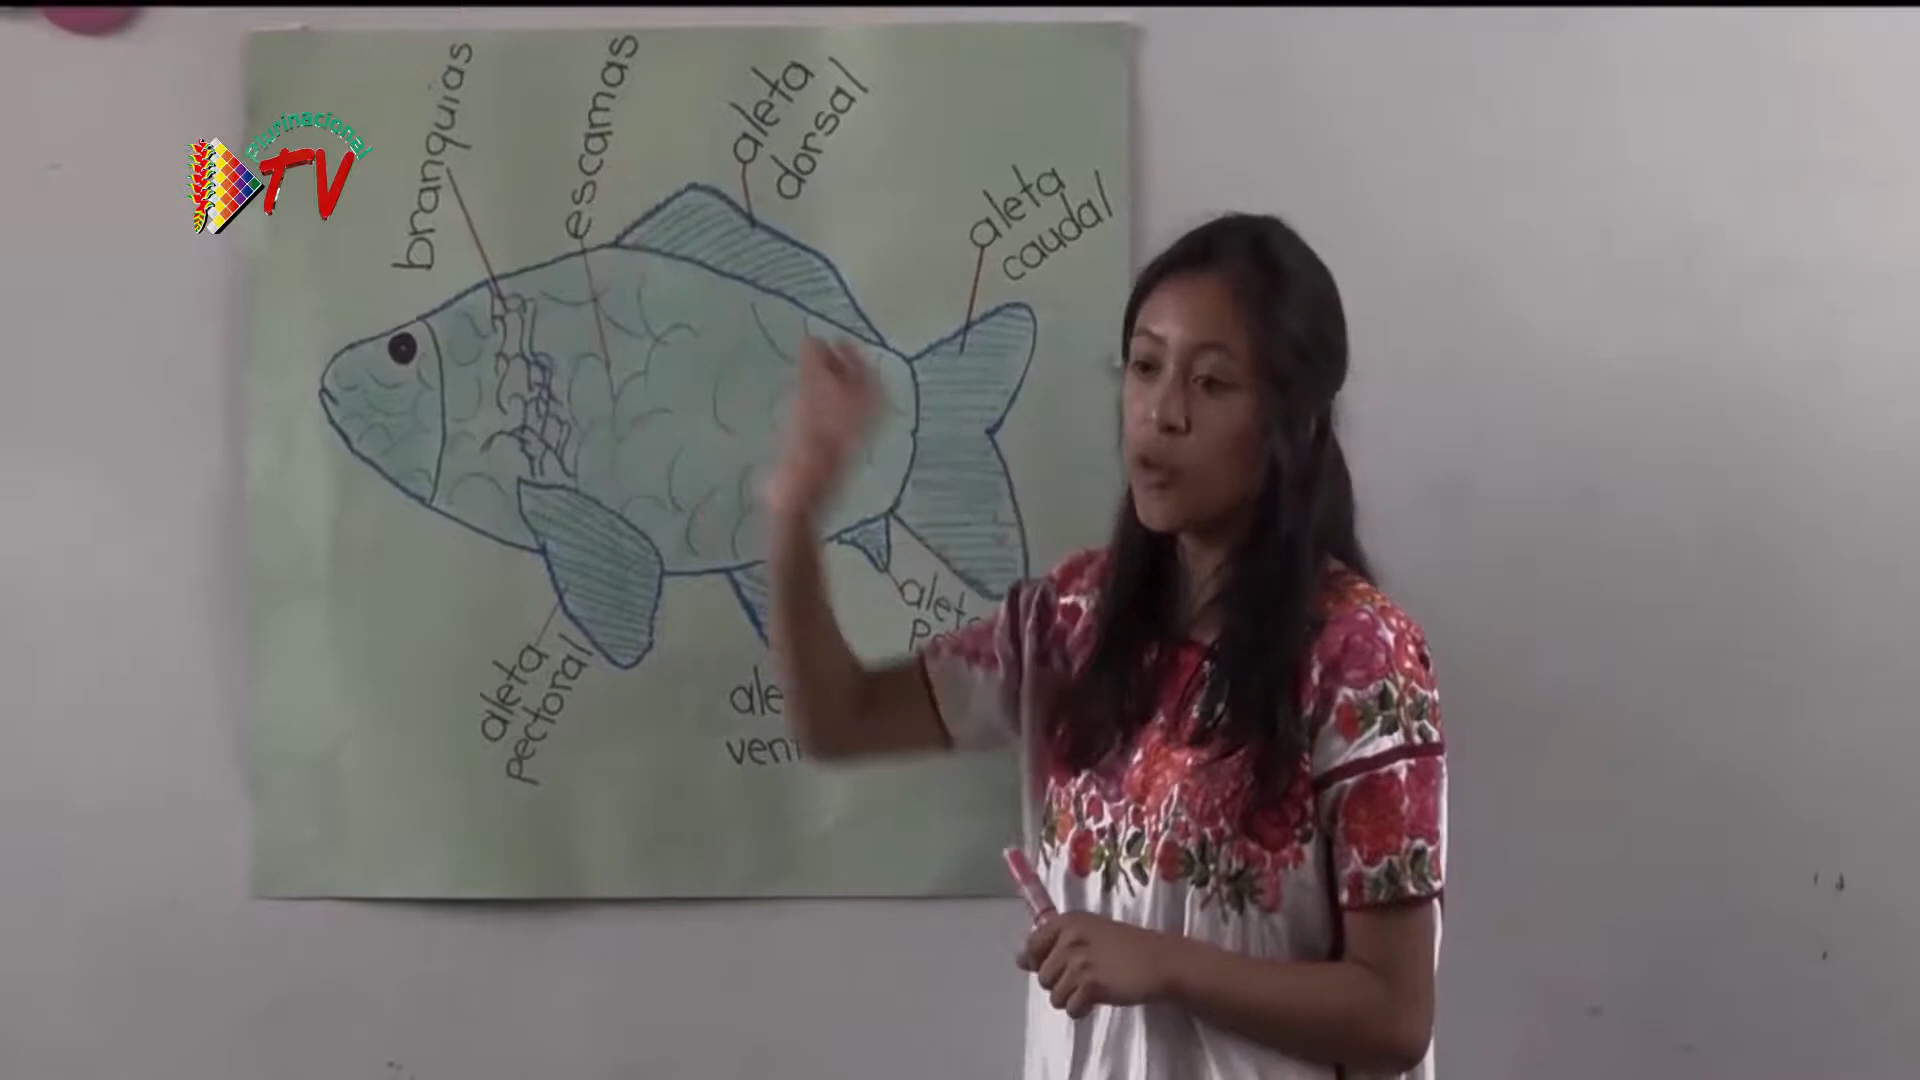 Plurinacional
TV
branquias
escamas
aleta
dorsal
aleta
caudal
aleta
pectoral